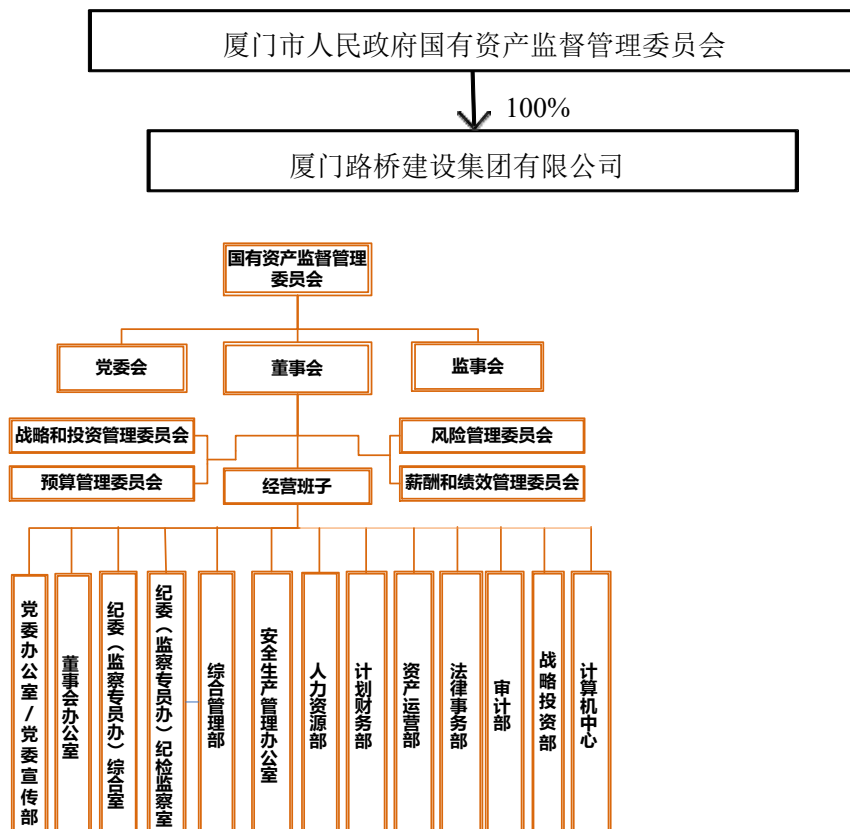 厦门市人民政府国有资产监督管理委员会
100%
厦门路桥建设集团有限公司
国有资产监督管理
委员会
党委会
董事会
监事会
战略和投资管理委员会
风险管理委员会
预算管理委员会
经营班子
薪酬和绩效管理委员会
党委办公室/党委宣传部
董事会办公室
纪委（监察专员办）综合室
纪委（监察专员办）纪检监察室
综合管理部
安全生产管理办公室
人力资源部
计划财务部
资产运营部
法律事务部
审计部
战略投资部
计算机中心